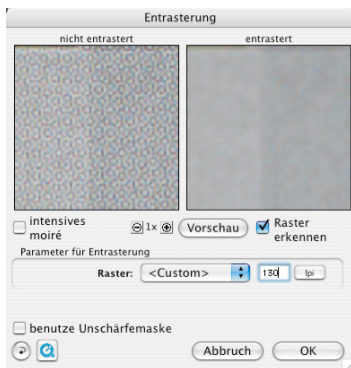 Entrasterung
nicht entrastert entrastert
intensives moiré 1x Vorschau Raster erkennen
Parameter für Entrasterung
Raster: <Custom> 130 lpi
benutze Unschärfemaske
Abbruch OK